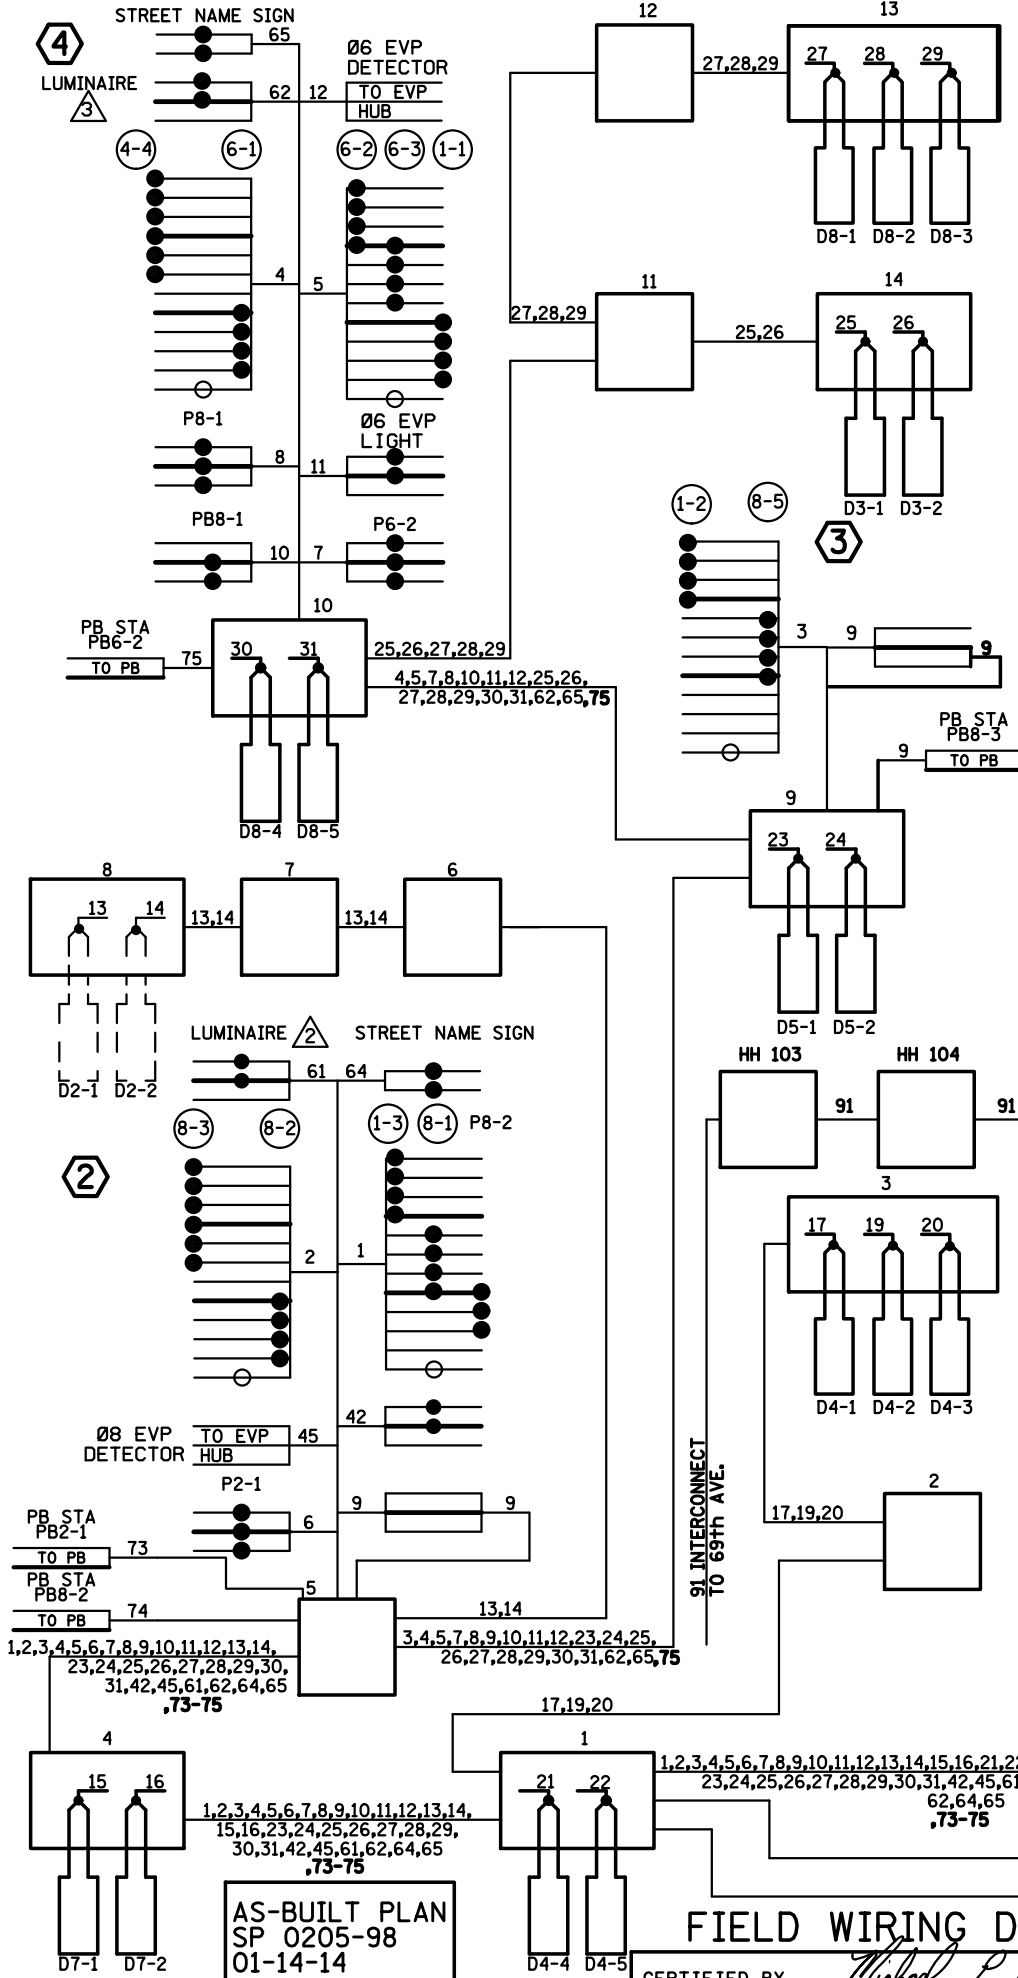 STREET NAME SIGN
4
65
Ø6 EVP
DETECTOR
LUMINAIRE
3
62
12
TO EVP
HUB
4-4
6-1
6-2
6-3
1-1
4
5
P8-1
Ø6 EVP
LIGHT
8
11
PB8-1
P6-2
10
7
10
PB STA
PB6-2
TO PB
75
30
31
25,26,27,28,29
4,5,7,8,10,11,12,25,26,
27,28,29,30,31,62,65,75
D8-4
D8-5
12
13
27,28,29
27
28
29
D8-1
D8-2
D8-3
11
14
27,28,29
25,26
25
26
D3-1
D3-2
1-2
8-5
3
3
9
9
PB STA
PB8-3
9
TO PB
9
23
24
D5-1
D5-2
8
7
6
13
14
13,14
13,14
D2-1
D2-2
LUMINAIRE
2
STREET NAME SIGN
61
64
8-3
8-2
1-3
8-1
P8-2
2
2
1
42
Ø8 EVP
DETECTOR
TO EVP
HUB
45
P2-1
9
9
6
PB STA
PB2-1
TO PB
73
PB STA
PB8-2
TO PB
74
5
13,14
1,2,3,4,5,6,7,8,9,10,11,12,13,14,
23,24,25,26,27,28,29,30,
31,42,45,61,62,64,65
,73-75
3,4,5,7,8,9,10,11,12,23,24,25,
26,27,28,29,30,31,62,65,75
HH 103
HH 104
91
91
3
17
19
20
D4-1
D4-2
D4-3
91 INTERCONNECT
TO 69th AVE.
2
17,19,20
17,19,20
4
15
16
D7-1
D7-2
1,2,3,4,5,6,7,8,9,10,11,12,13,14,
15,16,23,24,25,26,27,28,29,
30,31,42,45,61,62,64,65
,73-75
1
21
22
D4-4
D4-5
1,2,3,4,5,6,7,8,9,10,11,12,13,14,15,16,21,22
23,24,25,26,27,28,29,30,31,42,45,61
62,64,65
,73-75
AS-BUILT PLAN
SP 0205-98
01-14-14
FIELD WIRING D
CERTIFIED BY